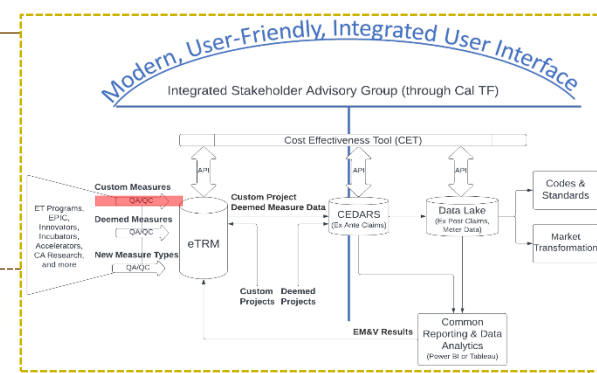 Modern, User-Friendly, Integrated User Interface
Integrated Stakeholder Advisory Group (through Cal TF)
Cost Effectiveness Tool (CET)
API
API
API
Custom Measures
QA/QC
Deemed Measures
QA/QC
New Measure Types
QA/QC
ET Programs,
EPIC,
Innovators,
Incubators,
Accelerators,
CA Research,
and more
eTRM
Custom Project
Deemed Measure Data
Custom
Projects
Deemed
Projects
CEDARS
(Ex Ante Claims)
Data Lake
(Ex Post Claims,
Meter Data)
Codes &
Standards
Market
Transformation
EM&V Results
Common
Reporting & Data
Analytics
(Power BI or Tableau)